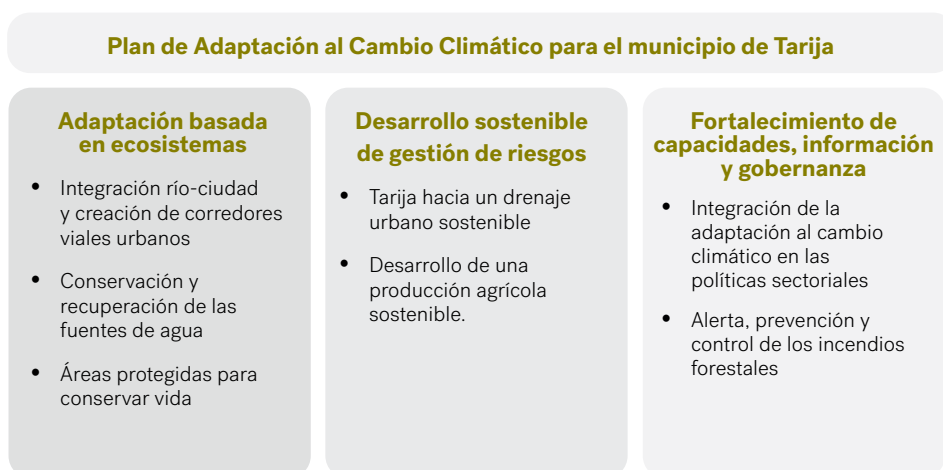 Plan de Adaptación al Cambio Climático para el municipio de Tarija
Adaptación basada
en ecosistemas
• Integración río-ciudad
y creación de corredores
viales urbanos
• Conservación y
recuperación de las
fuentes de agua
• Áreas protegidas para
conservar vida
Desarrollo sostenible
de gestión de riesgos
• Tarija hacia un drenaje
urbano sostenible
• Desarrollo de una
producción agrícola
sostenible.
Fortalecimiento de
capacidades, información
y gobernanza
• Integración de la
adaptación al cambio
climático en las
políticas sectoriales
• Alerta, prevención y
control de los incendios
forestales